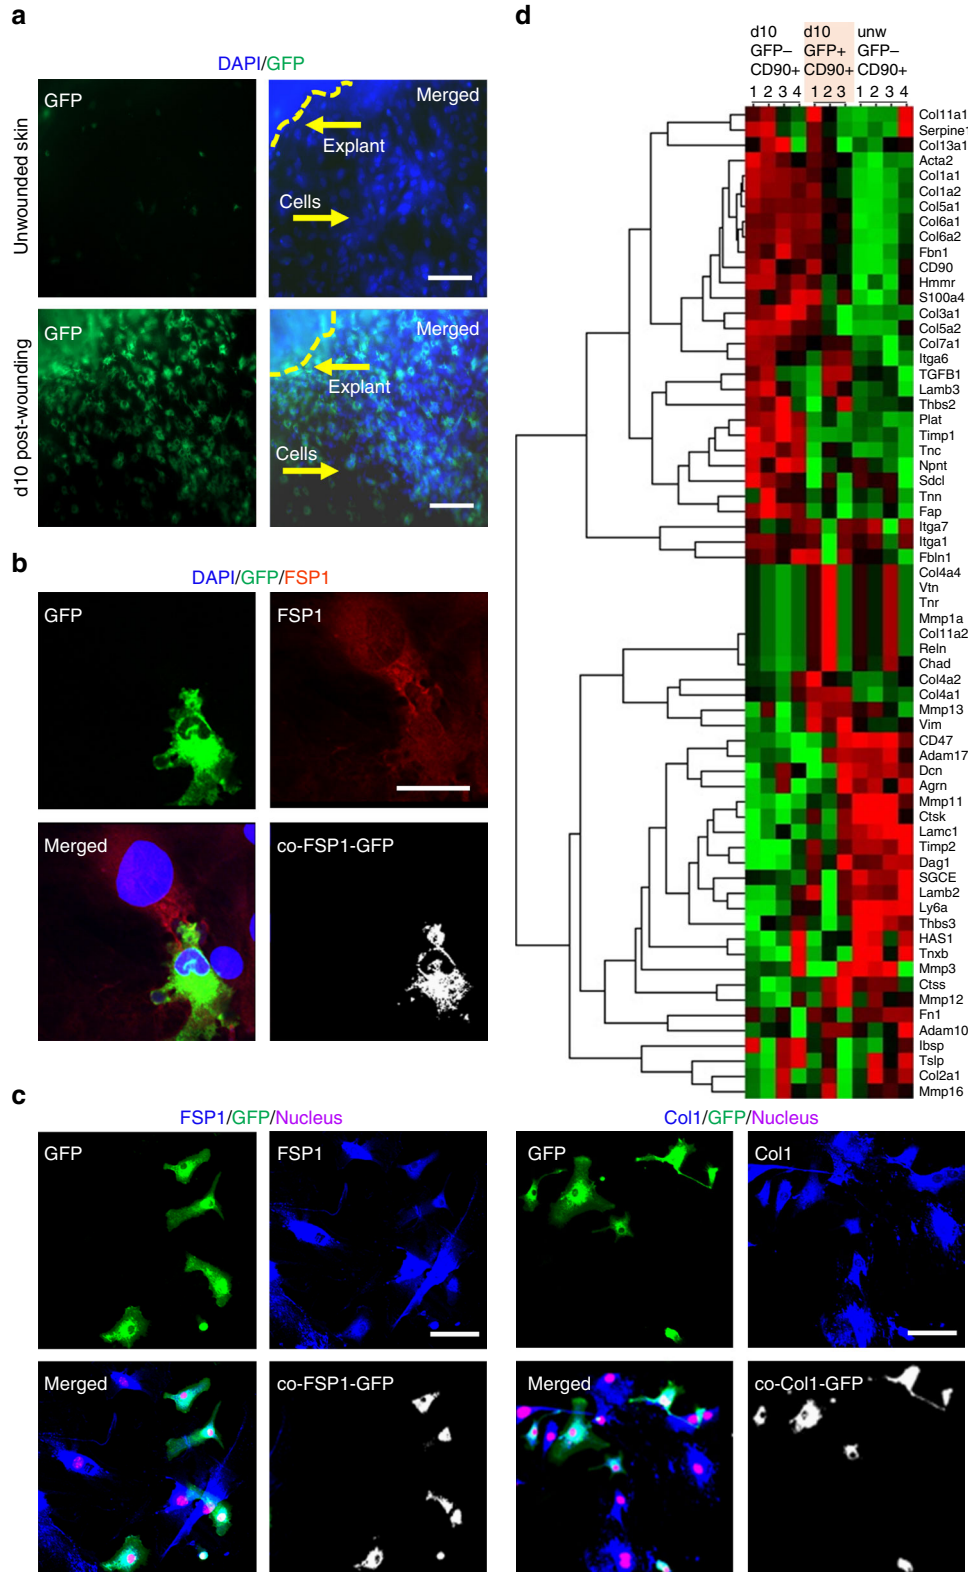 a
DAPI/GFP
Unwounded skin
GFP
Merged
Explant
Cells
d10 post-wounding
GFP
Merged
Explant
Cells
b
DAPI/GFP/FSP1
GFP
FSP1
Merged
co-FSP1-GFP
c
FSP1/GFP/Nucleus
GFP
FSP1
Merged
co-FSP1-GFP
Col1/GFP/Nucleus
GFP
Col1
Merged
co-Col1-GFP
d
d10 d10 unw
GFP– GFP+ GFP–
CD90+ CD90+ CD90+
1 2 3 4 1 2 3 1 2 3 4
Col11a1
Serpine1
Col13a1
Acta2
Col1a1
Col1a2
Col5a1
Col6a1
Col6a2
Fbn1
CD90
Hmmr
S100a4
Col3a1
Col5a2
Col7a1
Itga6
TGFB1
Lamb3
Thbs2
Plat
Timp1
Tnc
Npnt
Sdcl
Tnn
Fap
Itga7
Itga1
Fbln1
Col4a4
Vtn
Tnr
Mmp1a
Col11a2
Reln
Chad
Col4a2
Col4a1
Mmp13
Vim
CD47
Adam17
Dcn
Agrn
Mmp11
Ctsk
Lamc1
Timp2
Dag1
SGCE
Lamb2
Ly6a
Thbs3
HAS1
Tnxb
Mmp3
Ctss
Mmp12
Fn1
Adam10
Ibsp
Tslp
Col2a1
Mmp16